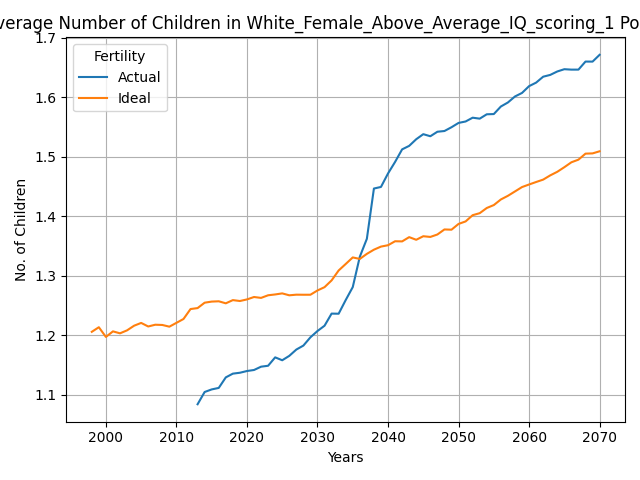 verage Number of Children in White_Female_Above_Average_IQ_scoring_1 Po
Fertility
Actual
Ideal
No. of Children
1.7
1.6
1.5
1.4
1.3
1.2
1.1
2000 2010 2020 2030 2040 2050 2060 2070
Years